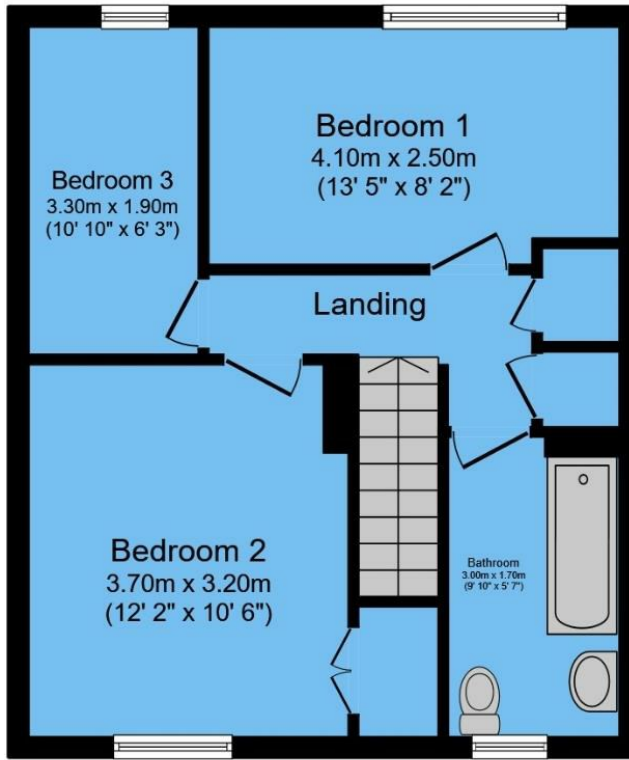 Bedroom 1
4.10m x 2.50m
(13' 5" x 8' 2")
Bedroom 3
3.30m x 1.90m
(10' 10" x 6' 3")
Landing
Bedroom 2
3.70m x 3.20m
(12' 2" x 10' 6")
Bathroom
3.00m x 1.70m
(9' 10" x 5' 7")